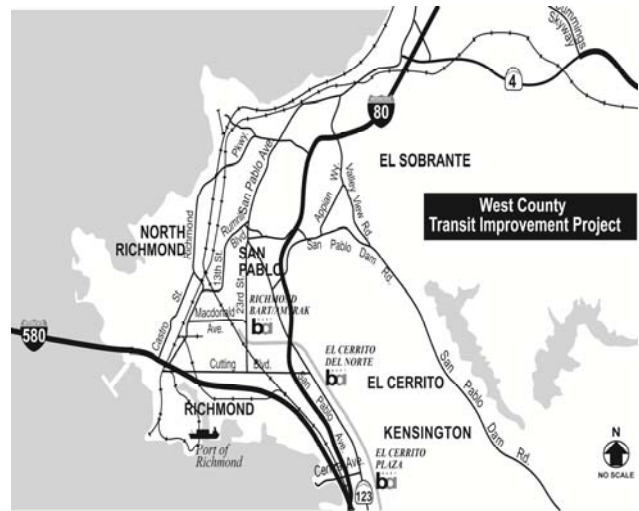 Cummings
Skyway
4
80
EL SOBRANTE
West County
Transit Improvement Project
Pkwy.
Richmond
San Pablo Ave.
Appian Wy.
Valley View Rd.
NORTH
RICHMOND
Rumrill
Blvd.
13th St.
SAN
PABLO
San Pablo Dam Rd.
23rd St.
RICHMOND
BART/AMTRAK
ba
Macdonald
Ave.
Castro St
580
EL CERRITO
DEL NORTE
ba
Cutting Blvd.
San Pablo Ave
EL CERRITO
San Pablo Dam Rd.
RICHMOND
KENSINGTON
Port of
Richmond
EL CERRITO
PLAZA
ba
Central Ave.
123
N
NO SCALE